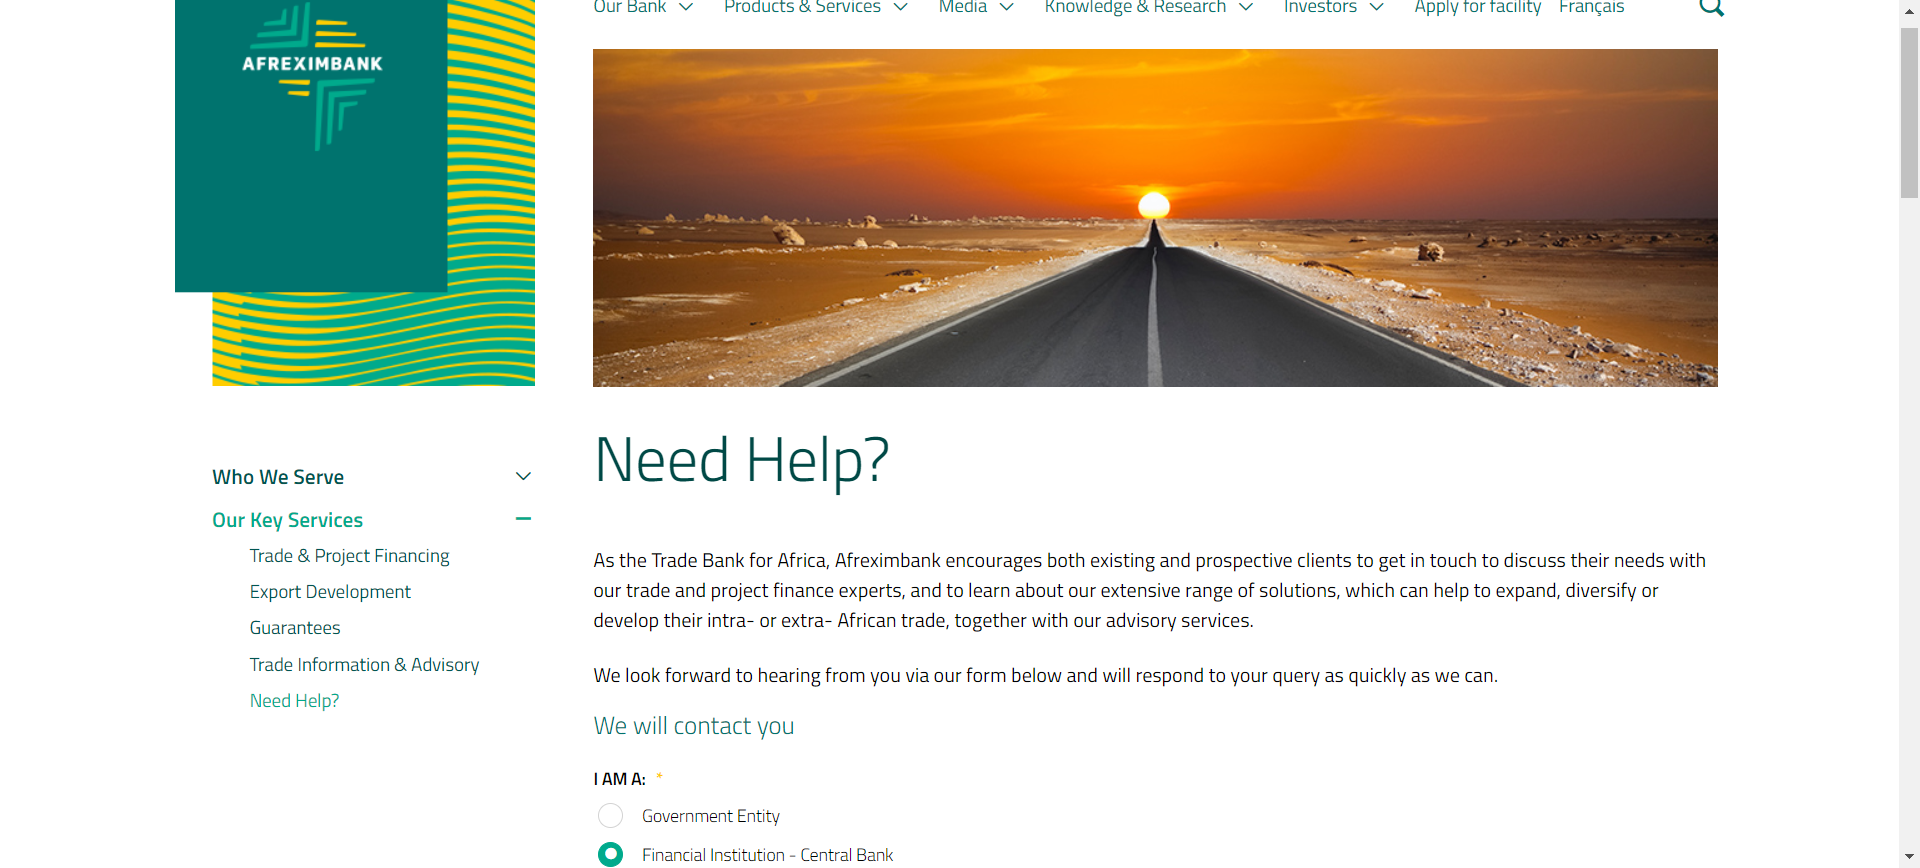 Our Bank
Products & Services
Media
Knowledge & Research
Investors
Apply for facility
Français
AFREXIMBANK
Who We Serve
Our Key Services
Trade & Project Financing
Export Development
Guarantees
Trade Information & Advisory
Need Help?
Need Help?
As the Trade Bank for Africa, Afreximbank encourages both existing and prospective clients to get in touch to discuss their needs with
our trade and project finance experts, and to learn about our extensive range of solutions, which can help to expand, diversify or
develop their intra- or extra- African trade, together with our advisory services.
We look forward to hearing from you via our form below and will respond to your query as quickly as we can.
We will contact you
I AM A: *
Government Entity
Financial Institution - Central Bank